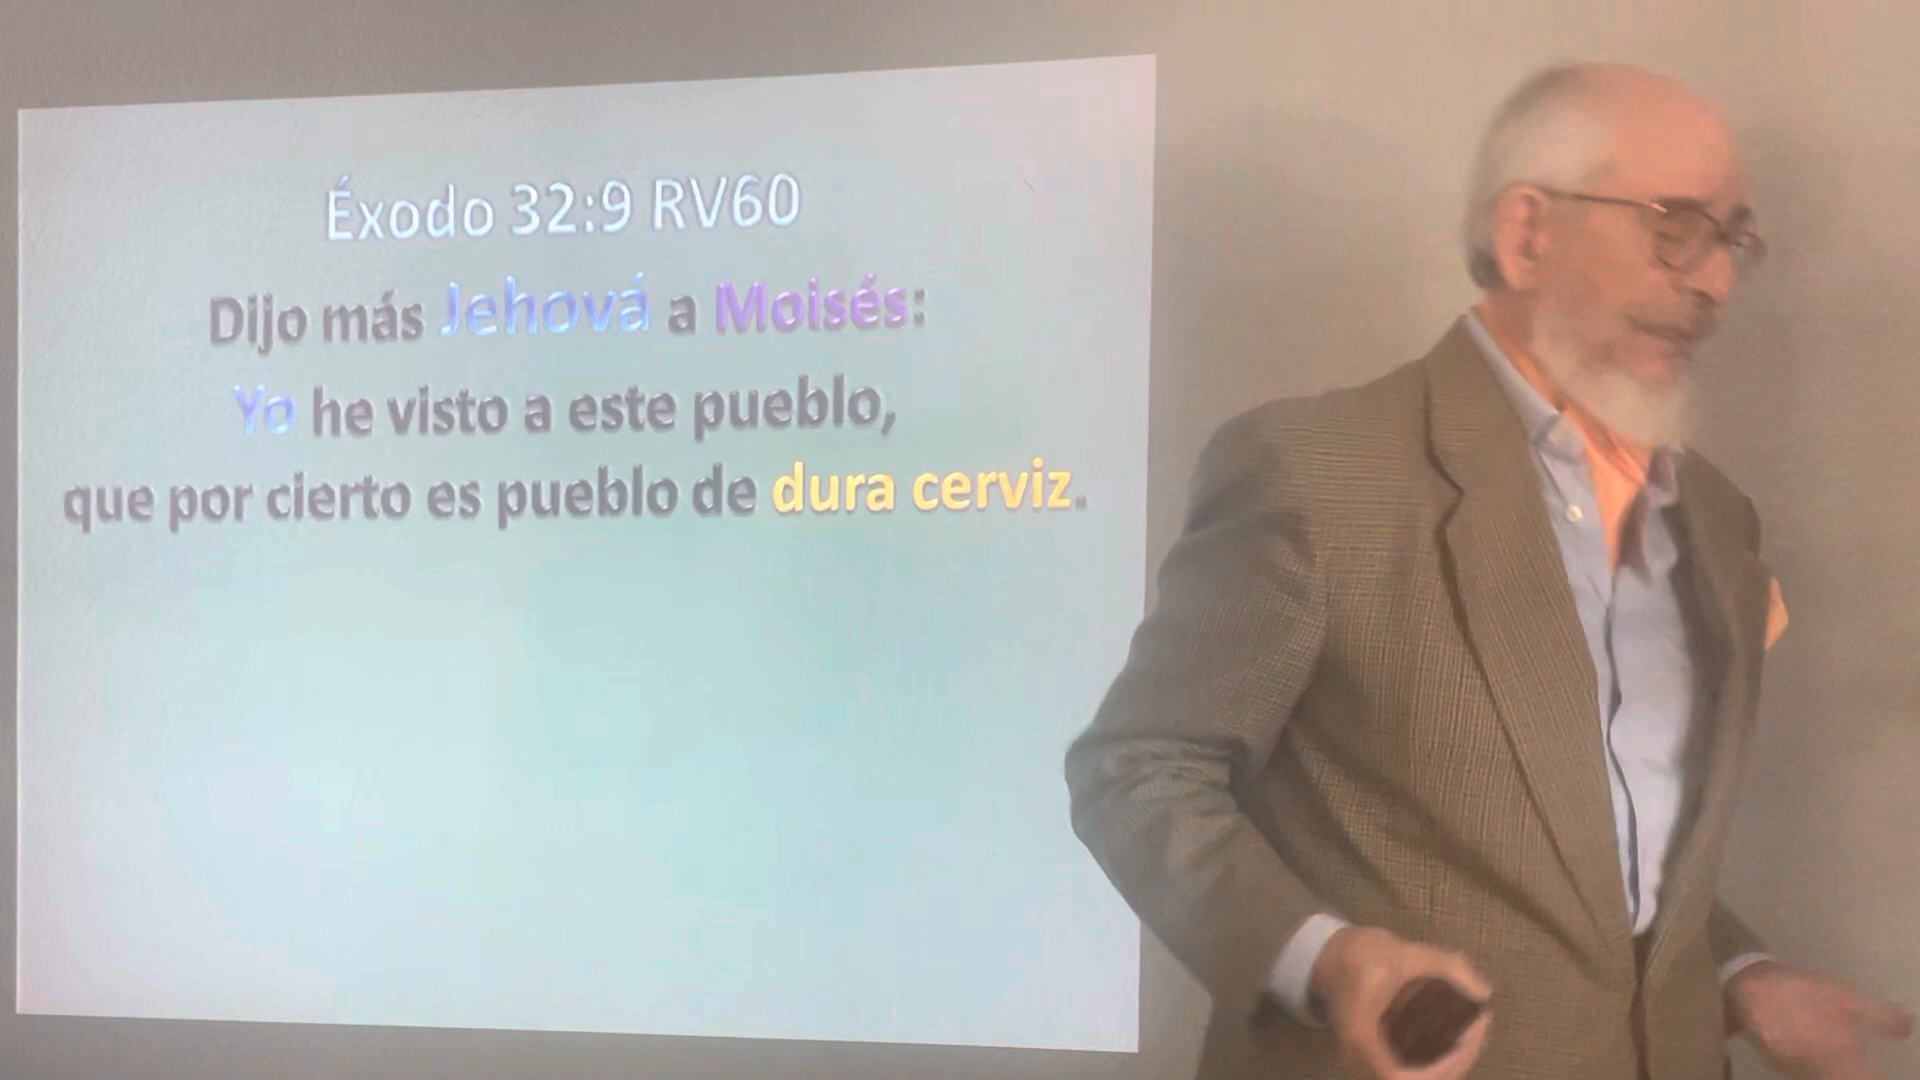 Éxodo 32:9 RV60
Dijo más Jehová a Moisés:
Yo he visto a este pueblo,
que por cierto es pueblo de dura cerviz.